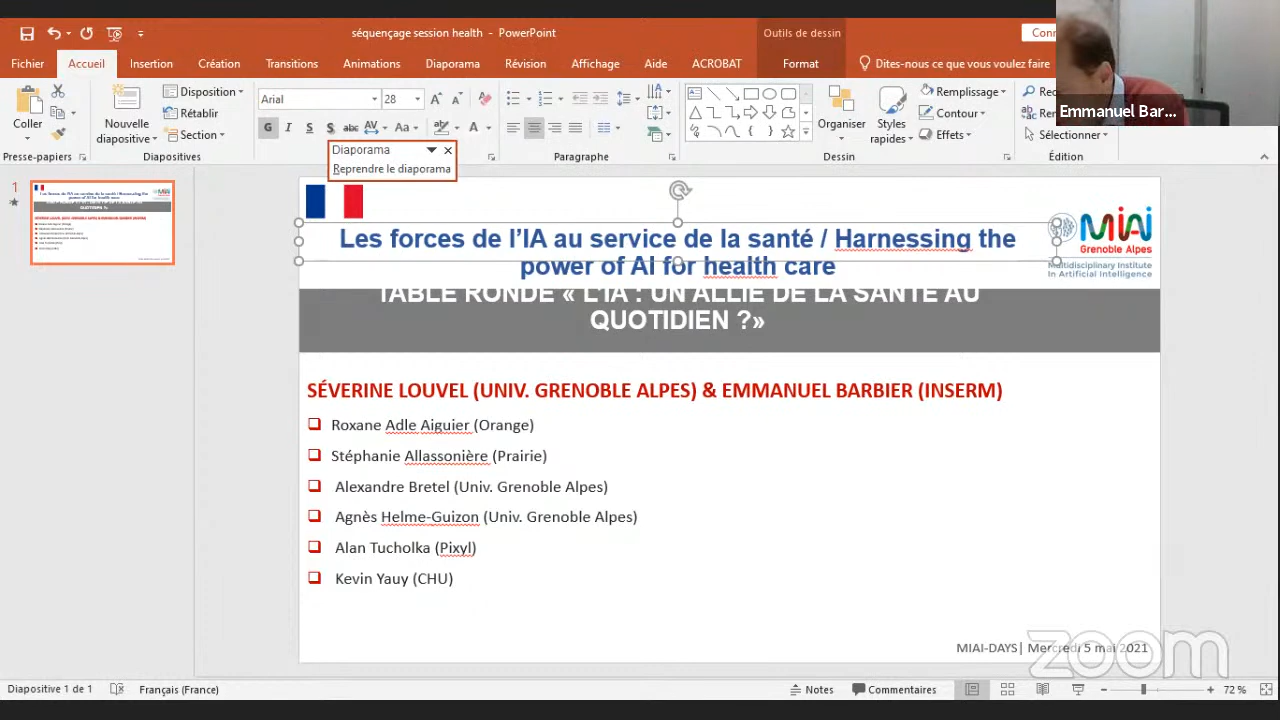 séquençage session health - PowerPoint
Outils de dessin
Fichier
Accueil
Insertion
Création
Transitions
Animations
Diaporama
Révision
Affichage
Aide
ACROBAT
Format
Dites-nous ce que vous voulez faire
Emmanuel Bar...
Coller
Nouvelle diapositive
Disposition
Rétablir
Section
Arial
28
G I S S abc AV Aa A
Organiser
Styles rapides
Remplissage
Contour
Effets
Sélectionner
Presse-papiers
Diapositives
Paragraphe
Dessin
Édition
Diaporama
Reprendre le diaporama
1
Les forces de l'IA au service de la santé / Harnessing the
power of AI for health care
MIAI
Grenoble Alpes
Multidisciplinary Institute
In Artificial Intelligence
TABLE RONDE « L'IA : UN ALLIÉ DE LA SANTÉ AU
QUOTIDIEN ?»
SÉVERINE LOUVEL (UNIV. GRENOBLE ALPES) & EMMANUEL BARBIER (INSERM)
Roxane Adle Aiguier (Orange)
Stéphanie Allassonière (Prairie)
Alexandre Bretel (Univ. Grenoble Alpes)
Agnès Helme-Guizon (Univ. Grenoble Alpes)
Alan Tucholka (Pixyl)
Kevin Yauy (CHU)
MIAI-DAYS| Mercredi 5 mai 2021
zoom
Diapositive 1 de 1
Français (France)
Notes
Commentaires
72 %